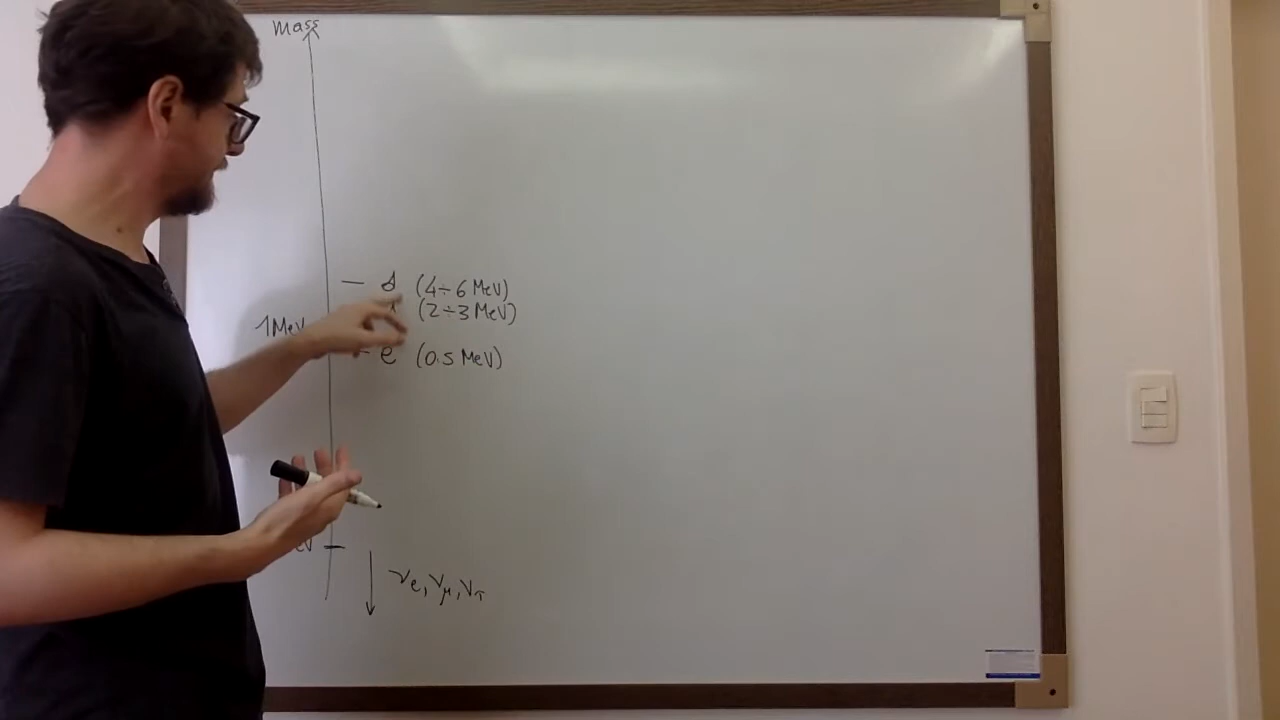 mass
d (4÷6 MeV)
(2÷3 MeV)
1MeV
e (0.5 MeV)
νe, νμ, ντ